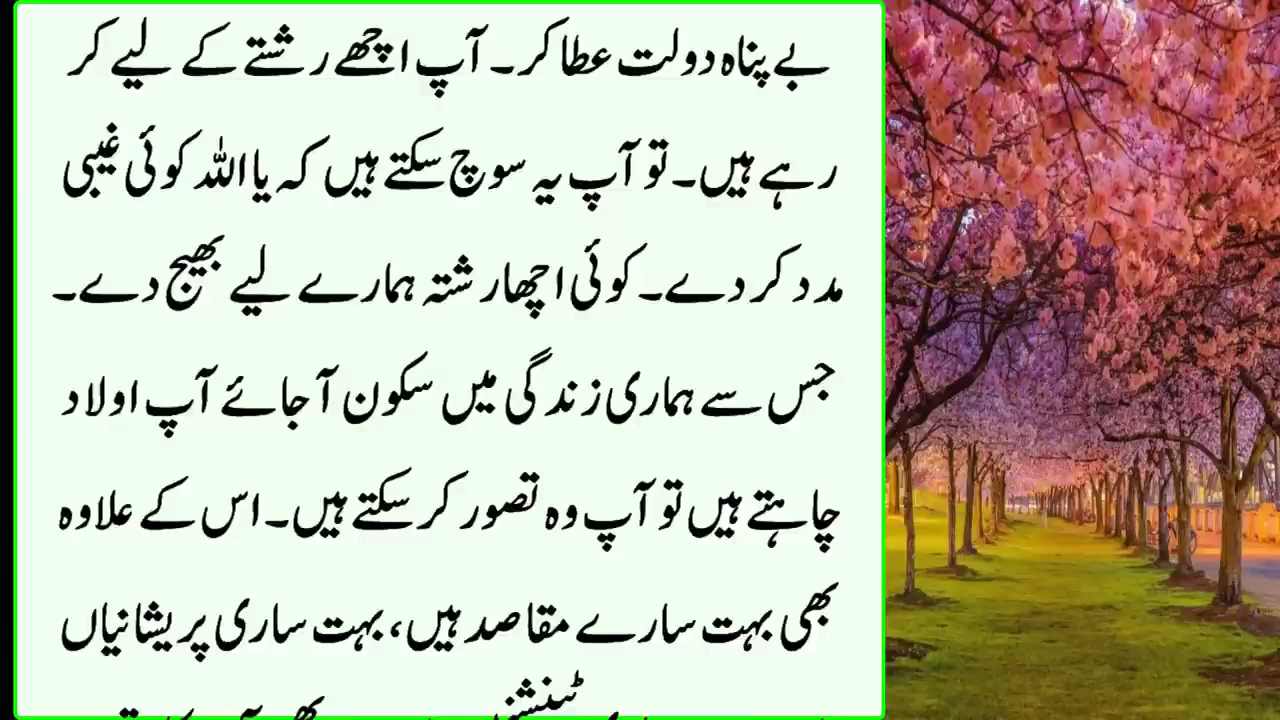 بے پناہ دولت عطا کر۔ آپ اچھے رشتے کے لیے کر
رہے ہیں۔ تو آپ یہ سوچ سکتے ہیں کہ یا اللہ کوئی غیبی
مدد کر دے۔ کوئی اچھا رشتہ ہمارے لیے بھیج دے۔
جس سے ہماری زندگی میں سکون آ جائے آپ اولاد
چاہتے ہیں تو آپ وہ تصور کر سکتے ہیں۔ اس کے علاوہ
بھی بہت سارے مقاصد ہیں، بہت ساری پریشانیاں